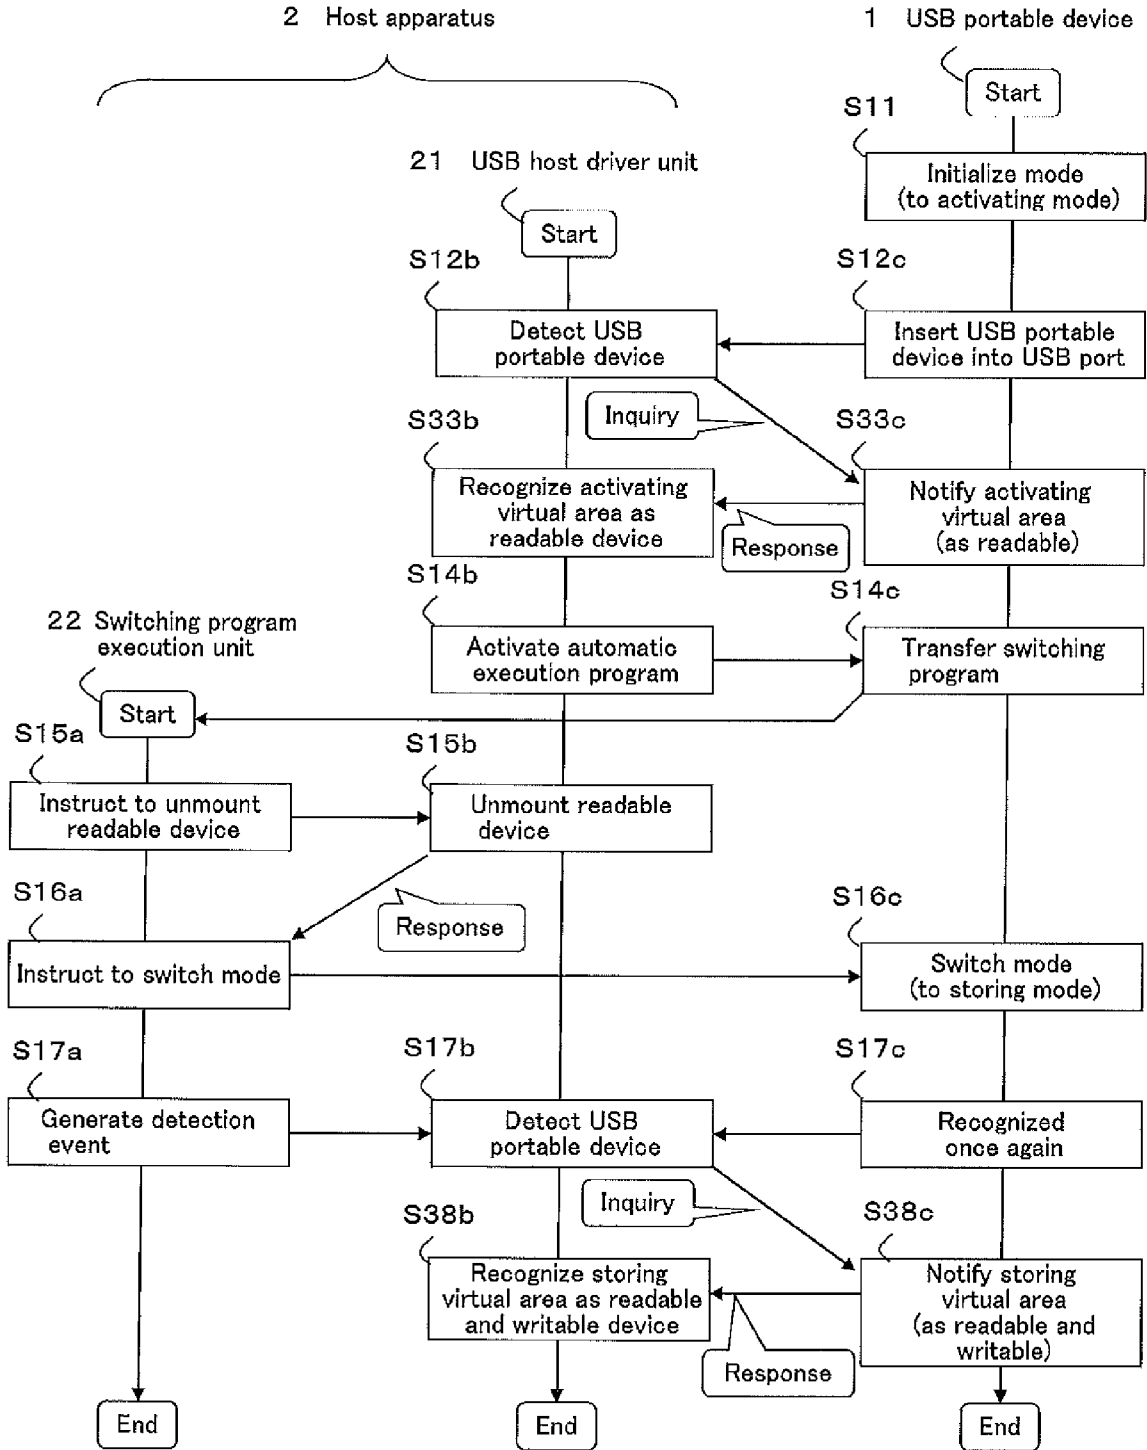 2 Host apparatus
1 USB portable device
Start
S11
21 USB host driver unit
Initialize mode
(to activating mode)
Start
S12b
S12c
Detect USB
portable device
Insert USB portable
device into USB port
Inquiry
S33b
S33c
Recognize activating
virtual area as
readable device
Notify activating
virtual area
(as readable)
Response
S14b
S14c
22 Switching program
execution unit
Activate automatic
execution program
Transfer switching
program
Start
S15a
S15b
Instruct to unmount
readable device
Unmount readable
device
S16a
S16c
Response
Instruct to switch mode
Switch mode
(to storing mode)
S17a
S17b
S17c
Generate detection
event
Detect USB
portable device
Recognized
once again
Inquiry
S38b
S38c
Recognize storing
virtual area as readable
and writable device
Notify storing
virtual area
(as readable and
writable)
Response
End
End
End